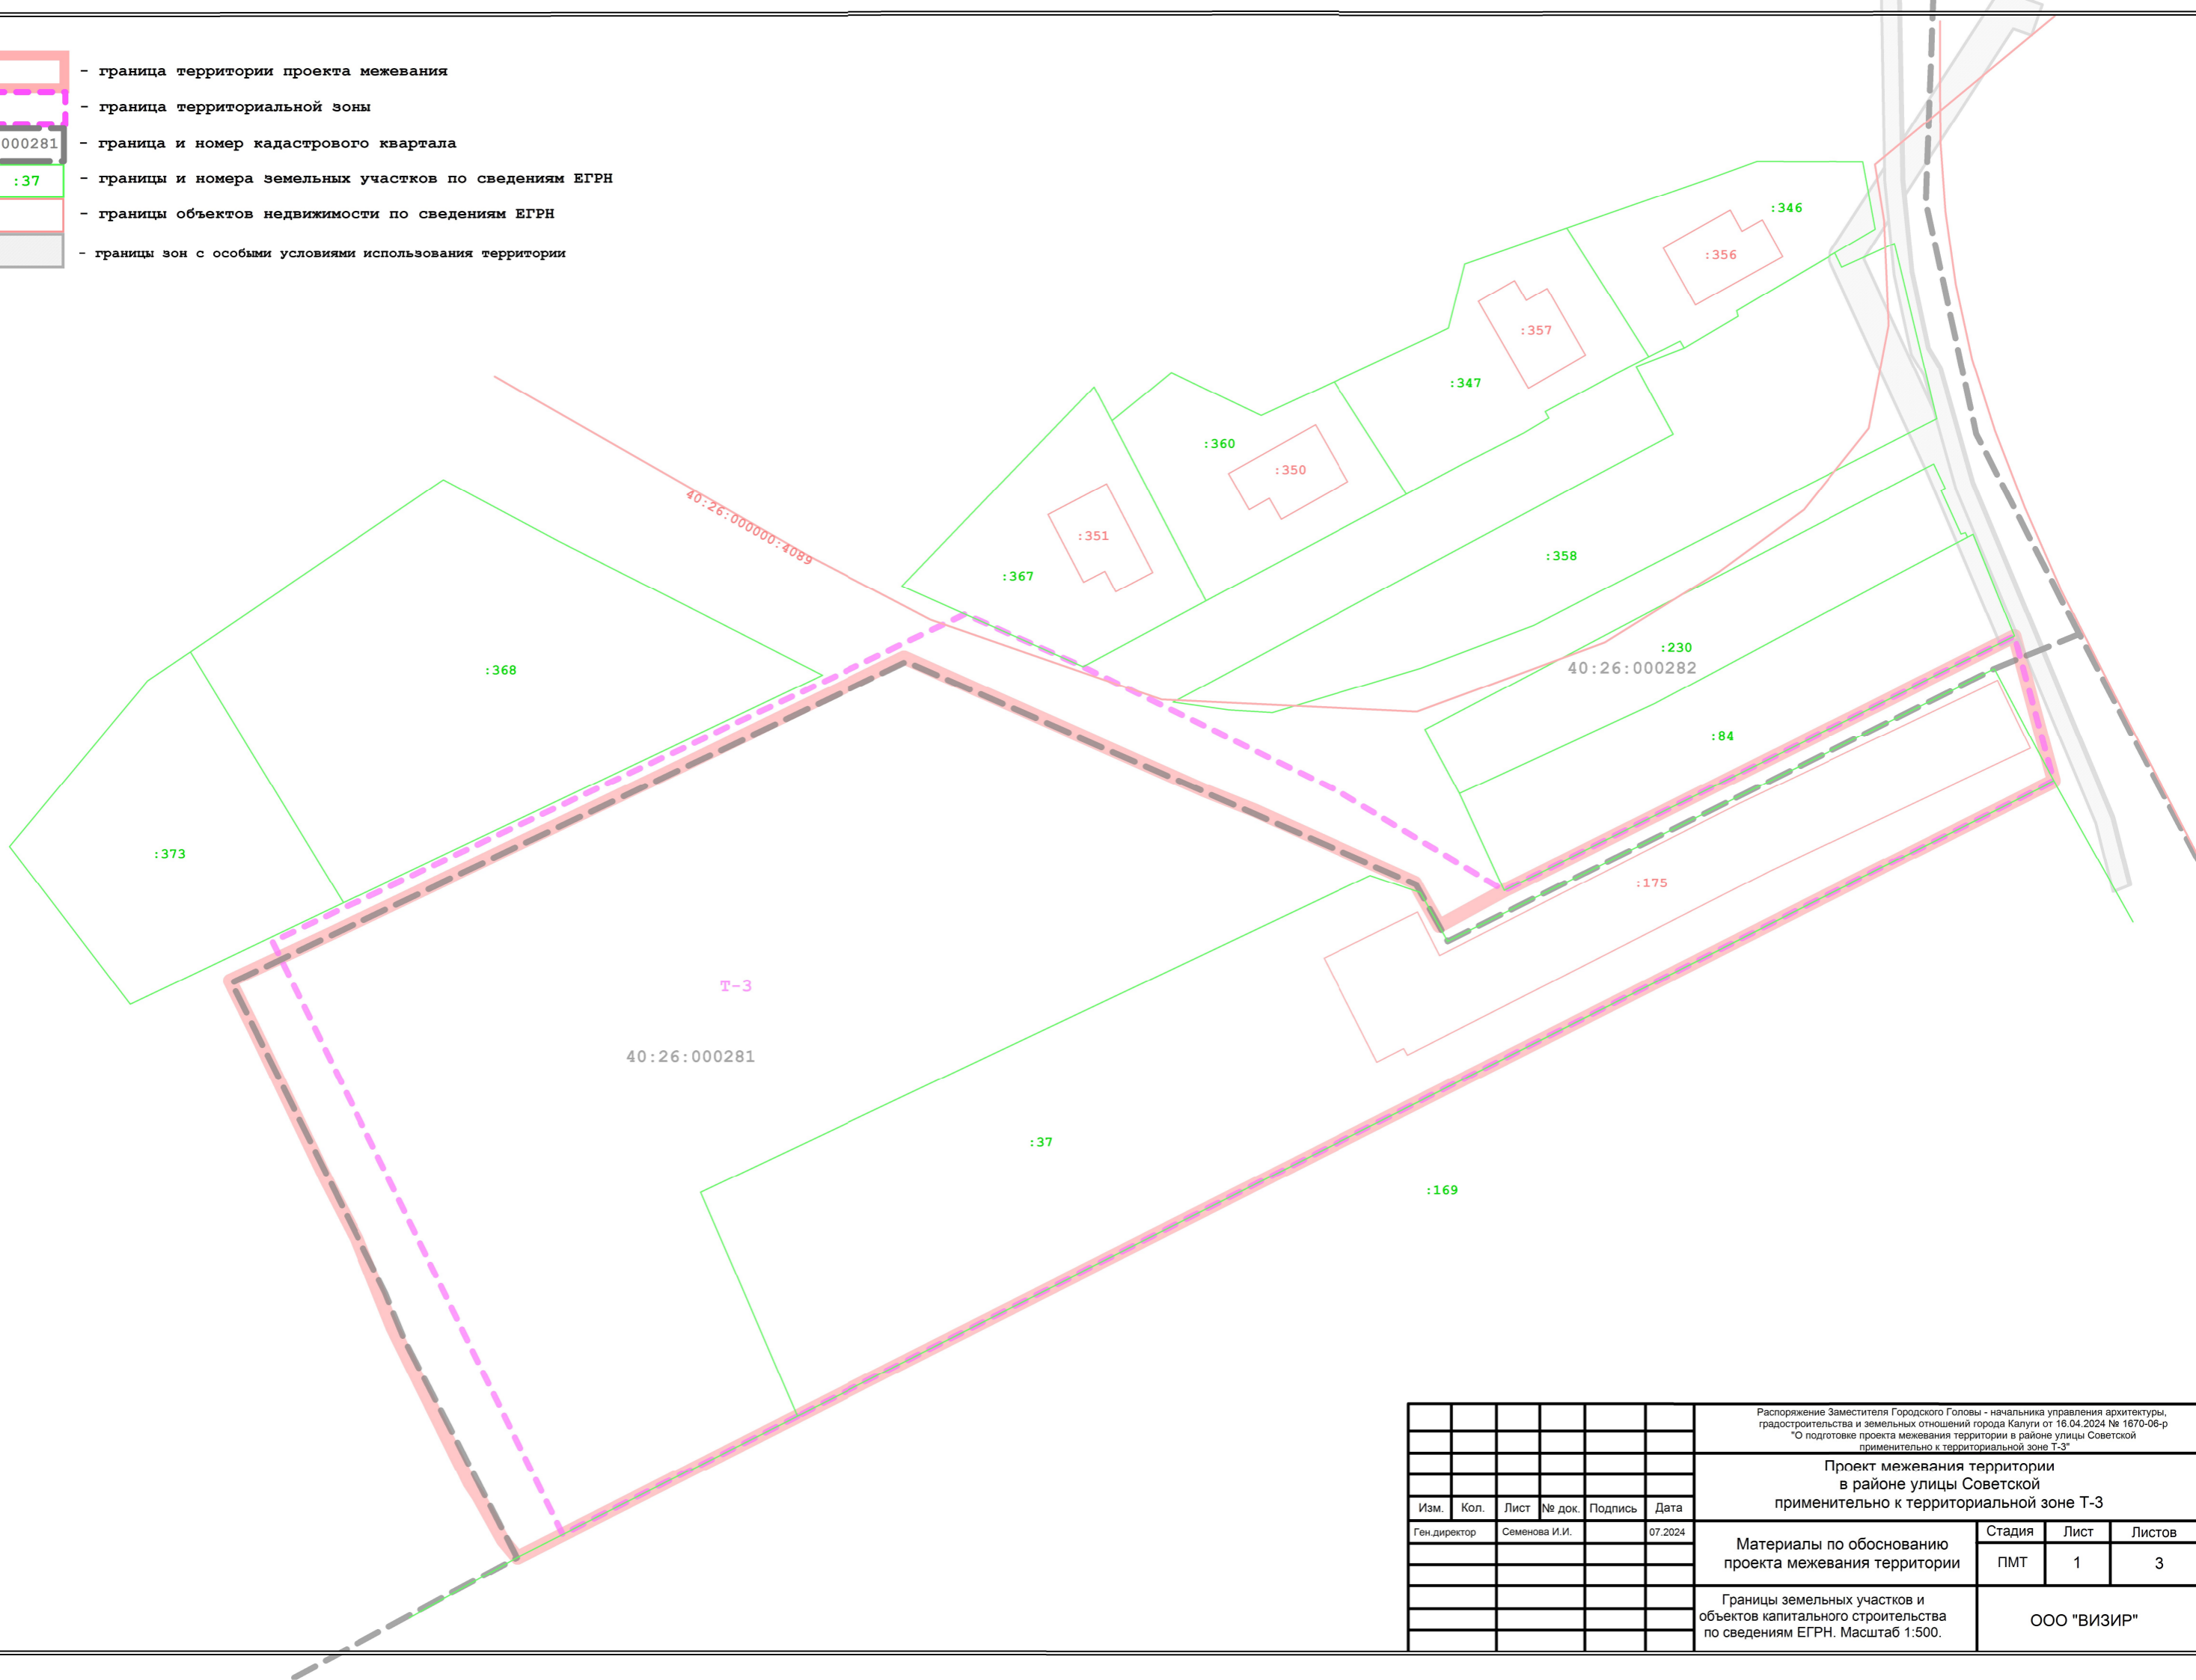 - граница территории проекта межевания
- граница территориальной зоны
000281 - граница и номер кадастрового квартала
:37 - границы и номера земельных участков по сведениям ЕГРН
- границы объектов недвижимости по сведениям ЕГРН
- границы зон с особыми условиями использования территории
:346
:356
:357
:347
:360
:350
40:26:000000:4089
:351
:358
:367
:230
40:26:000282
:368
:84
:373
:175
Т-3
40:26:000281
:37
:169
Распоряжение Заместителя Городского Головы - начальника управления архитектуры,
градостроительства и земельных отношений города Калуги от 16.04.2024 № 1670-06-р
"О подготовке проекта межевания территории в районе улицы Советской
применительно к территориальной зоне Т-3"
Проект межевания территории
в районе улицы Советской
применительно к территориальной зоне Т-3
Изм. Кол. Лист № док. Подпись Дата
Ген.директор Семенова И.И. 07.2024
Материалы по обоснованию
проекта межевания территории
Стадия Лист Листов
ПМТ 1 3
Границы земельных участков и
объектов капитального строительства
по сведениям ЕГРН. Масштаб 1:500.
ООО "ВИЗИР"